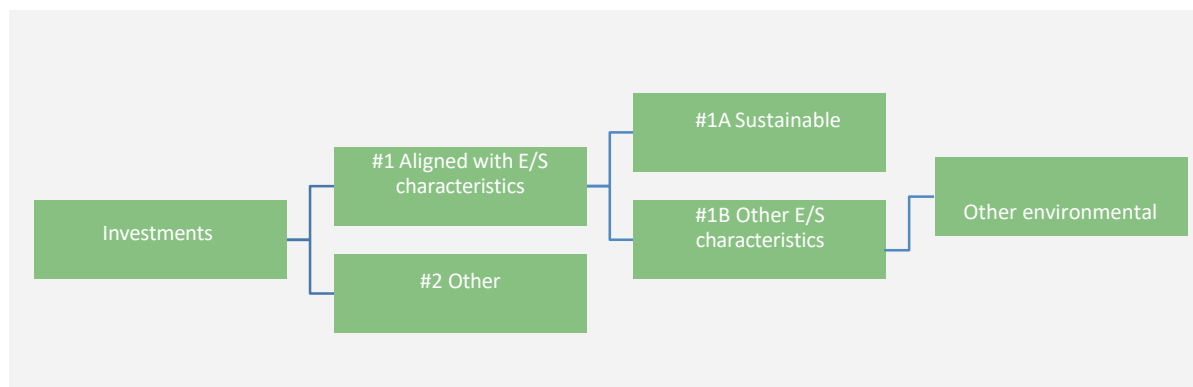 Investments
#1 Aligned with E/S
characteristics
#2 Other
#1A Sustainable
#1B Other E/S
characteristics
Other environmental